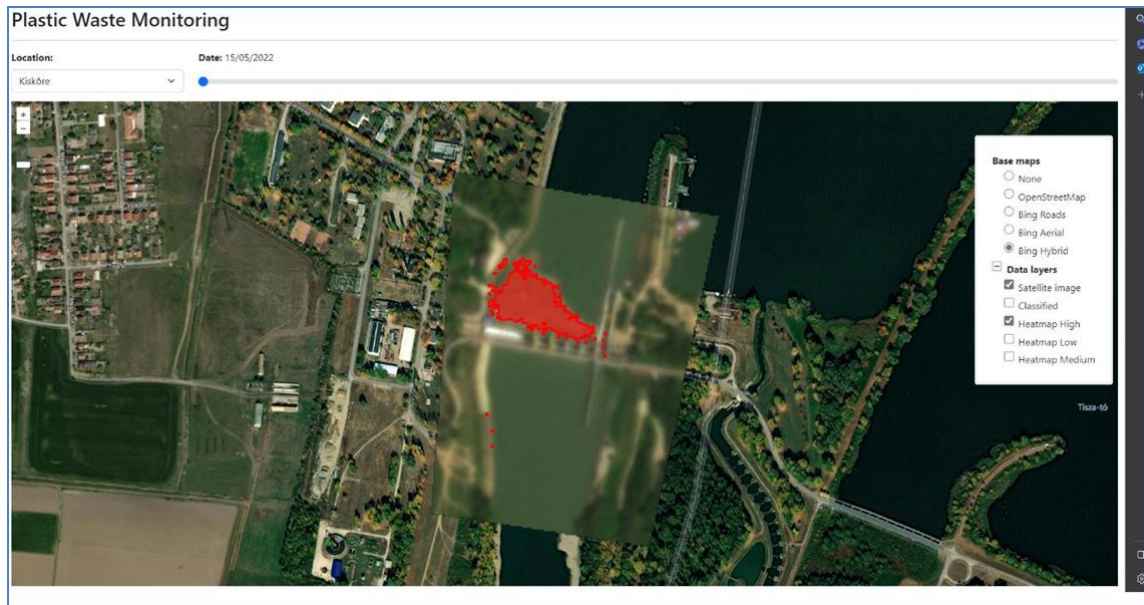 Plastic Waste Monitoring
Location:
Date: 15/05/2022
Kisköre
+
−
Base maps
None
OpenStreetMap
Bing Roads
Bing Aerial
Bing Hybrid
Data layers
Satellite image
Classified
Heatmap High
Heatmap Low
Heatmap Medium
Tisza-tó